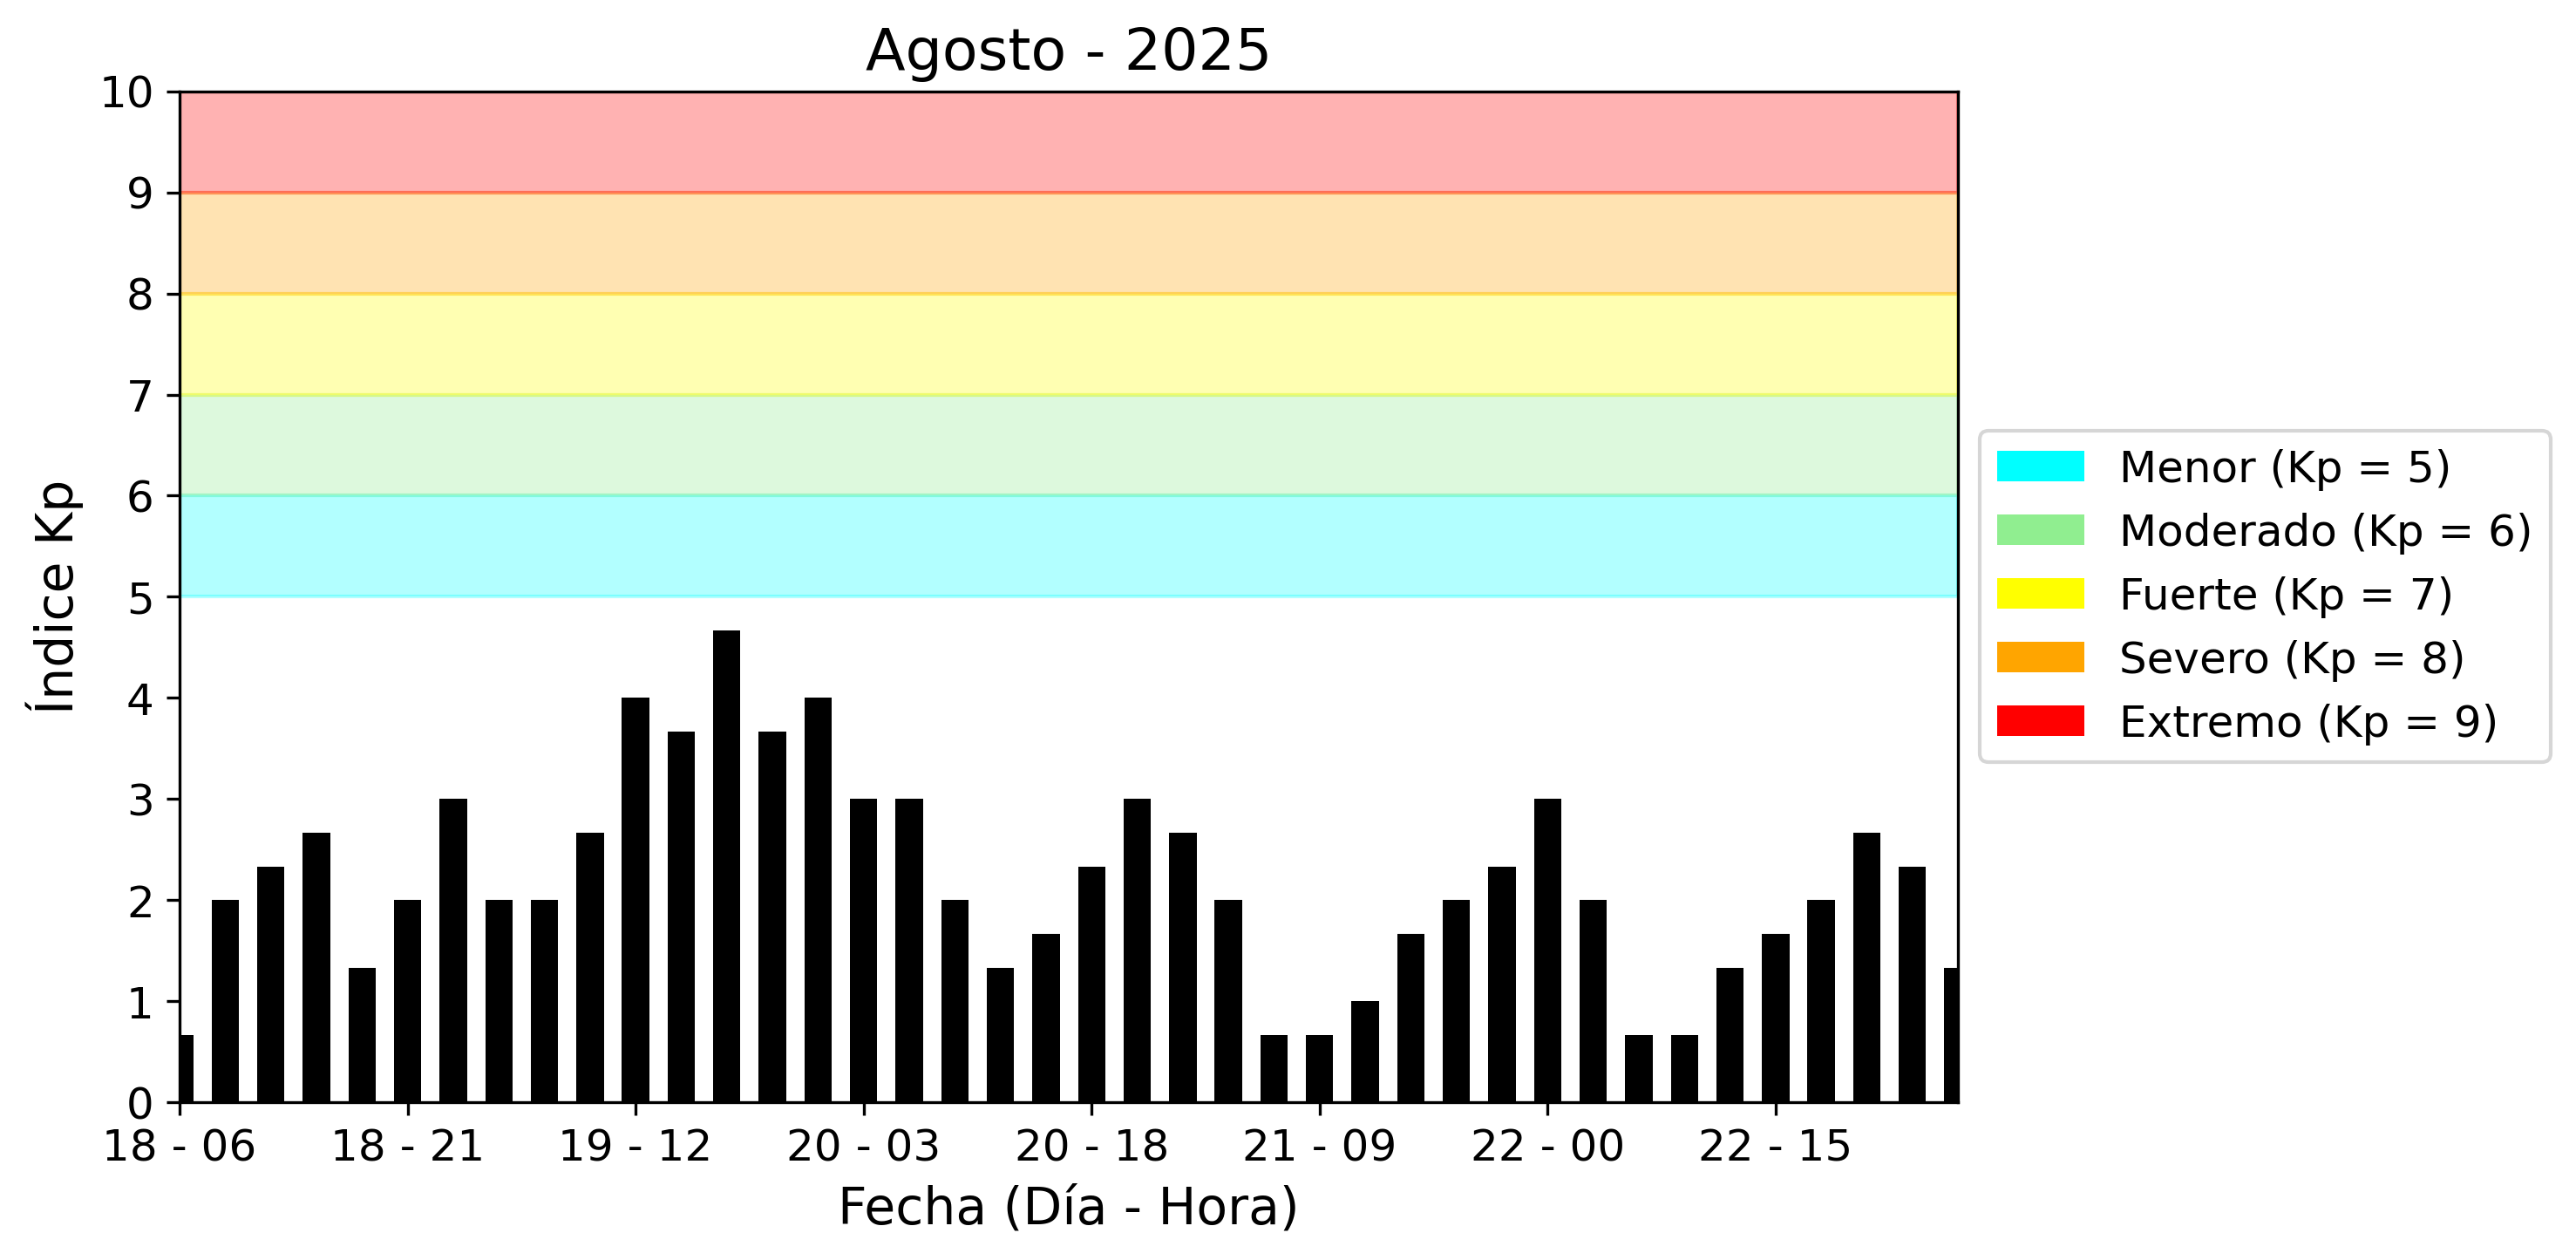 Agosto - 2025
10
9
8
7
6
5
4
3
2
1
0
Índice Kp
18 - 06
18 - 21
19 - 12
20 - 03
20 - 18
21 - 09
22 - 00
22 - 15
Fecha (Día - Hora)
Menor (Kp = 5)
Moderado (Kp = 6)
Fuerte (Kp = 7)
Severo (Kp = 8)
Extremo (Kp = 9)